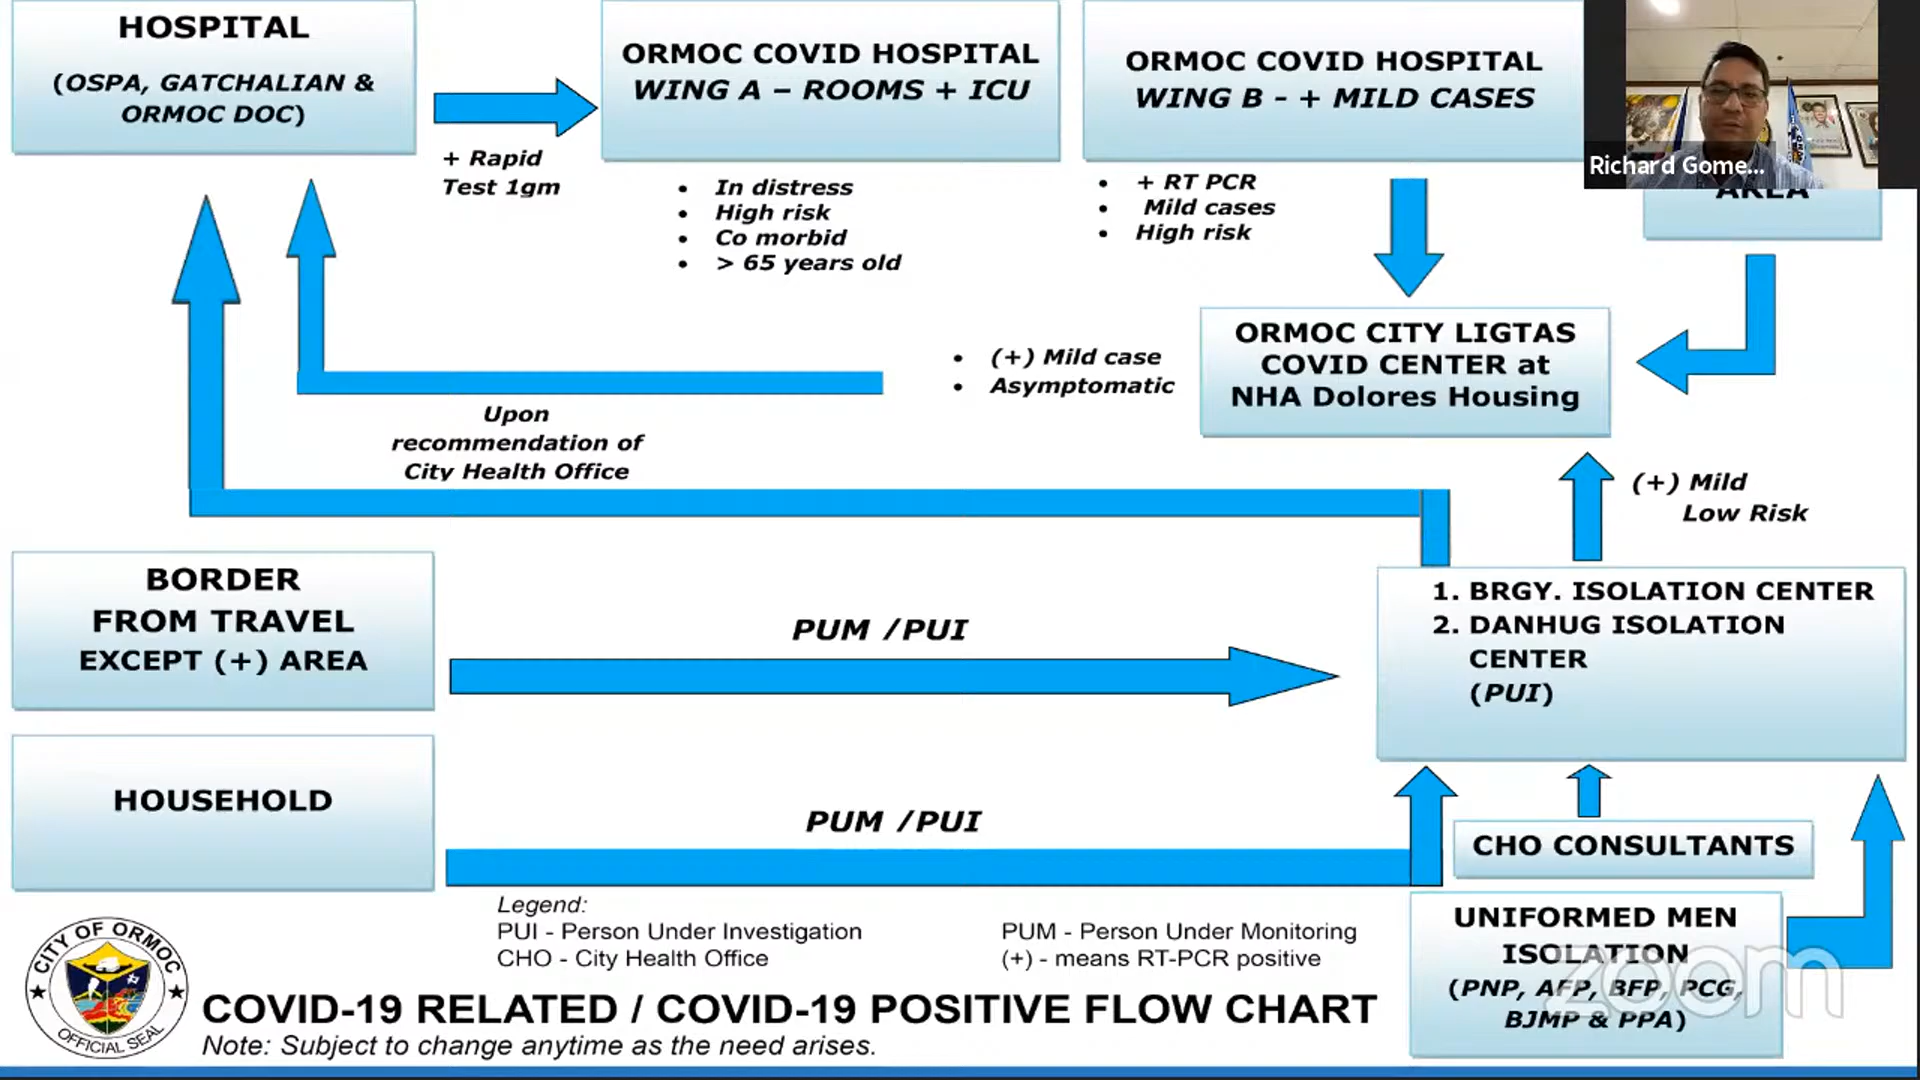 HOSPITAL
(OSPA, GATCHALIAN &
ORMOC DOC)
+ Rapid
Test 1gm
ORMOC COVID HOSPITAL
WING A – ROOMS + ICU
• In distress
• High risk
• Co morbid
• > 65 years old
ORMOC COVID HOSPITAL
WING B - + MILD CASES
• + RT PCR
• Mild cases
• High risk
Richard Gome...
AREA
• (+) Mild case
• Asymptomatic
ORMOC CITY LIGTAS
COVID CENTER at
NHA Dolores Housing
Upon
recommendation of
City Health Office
(+) Mild
Low Risk
BORDER
FROM TRAVEL
EXCEPT (+) AREA
PUM /PUI
1. BRGY. ISOLATION CENTER
2. DANHUG ISOLATION
CENTER
(PUI)
HOUSEHOLD
PUM /PUI
CHO CONSULTANTS
UNIFORMED MEN
ISOLATION
(PNP, AFP, BFP, PCG,
BJMP & PPA)
zoom
Legend:
PUI - Person Under Investigation
CHO - City Health Office
PUM - Person Under Monitoring
(+) - means RT-PCR positive
CITY OF ORMOC
OFFICIAL SEAL
COVID-19 RELATED / COVID-19 POSITIVE FLOW CHART
Note: Subject to change anytime as the need arises.